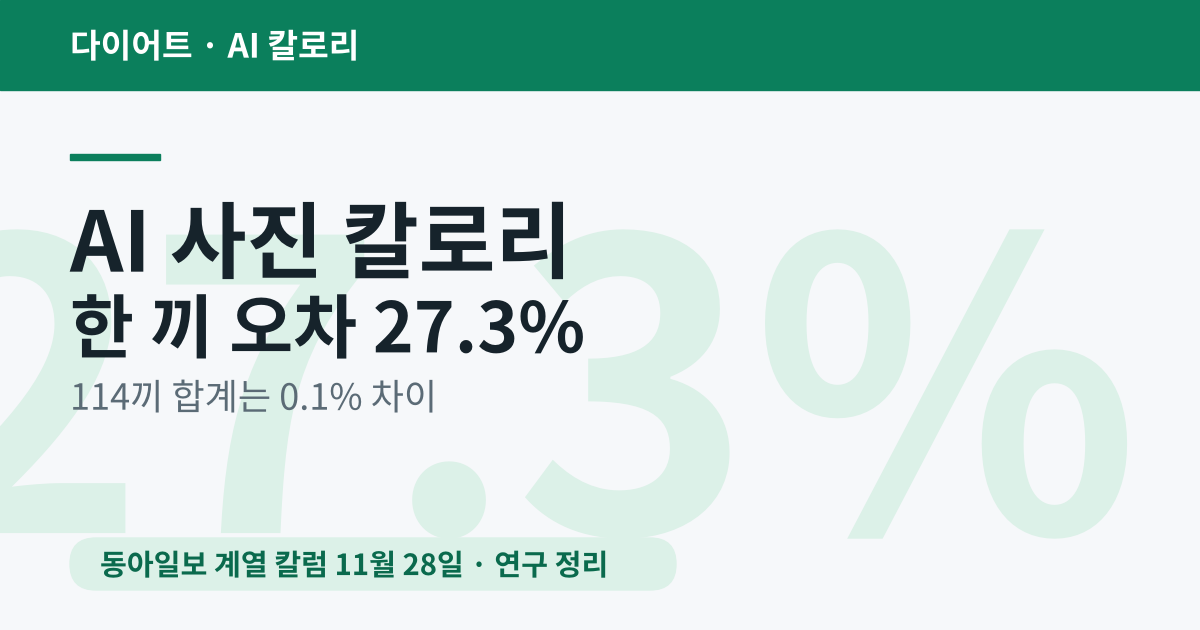 다이어트 · AI 칼로리
AI 사진 칼로리
한 끼 오차 27.3%
114끼 합계는 0.1% 차이
27.3%
동아일보 계열 칼럼 11월 28일 · 연구 정리